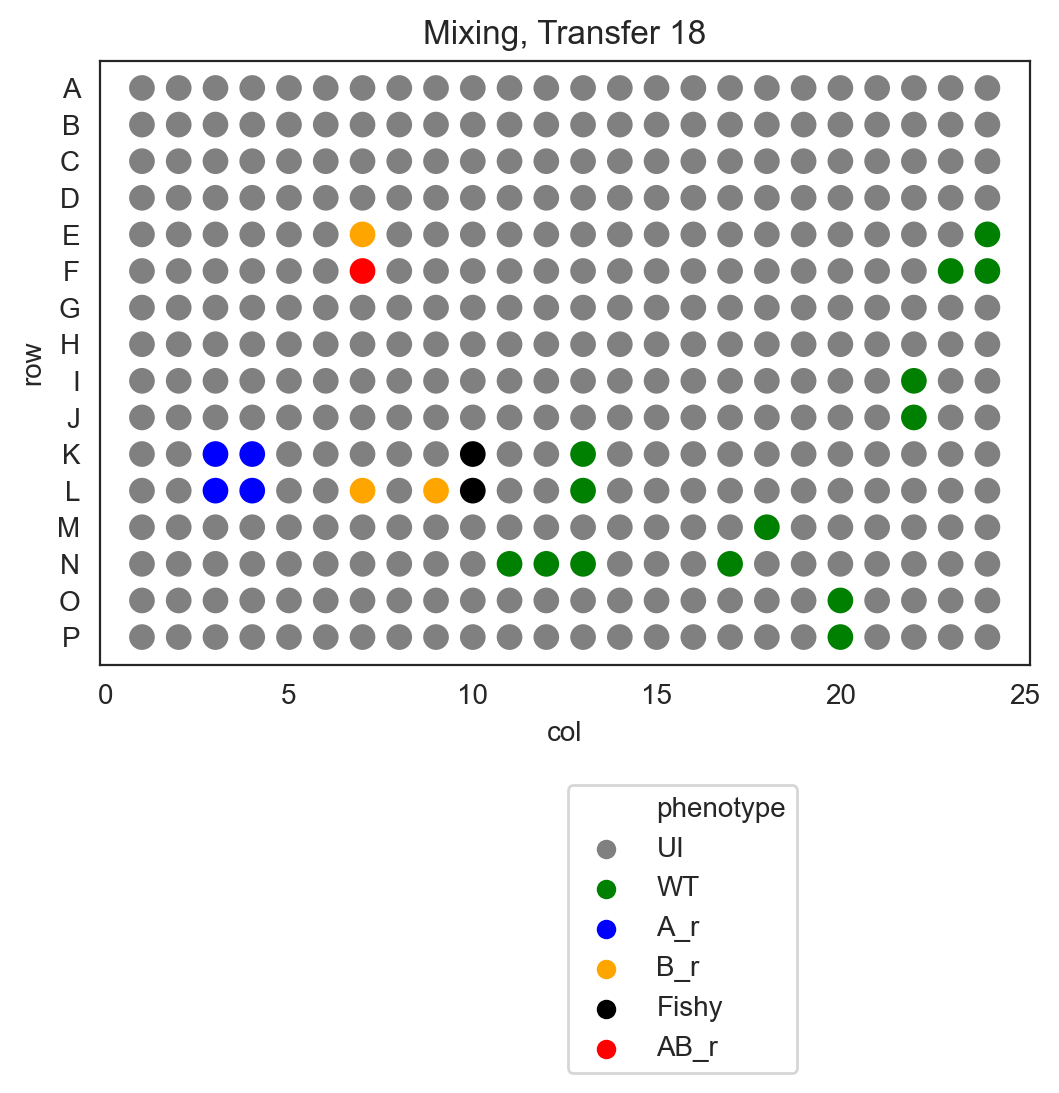 Mixing, Transfer 18
A
B
C
D
E
F
G
H
I
J
K
L
M
N
O
P
row
0 5 10 15 20 25
col
phenotype
UI
WT
A_r
B_r
Fishy
AB_r